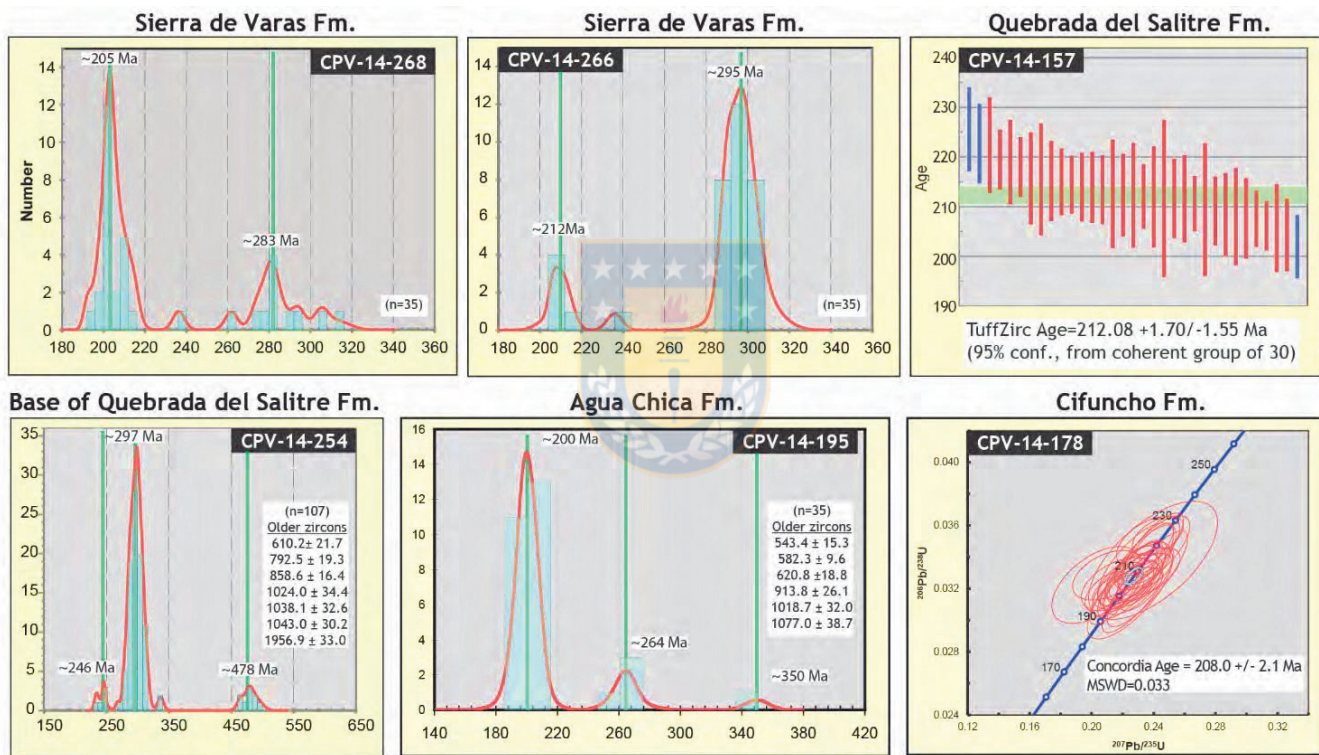 Sierra de Varas Fm.
CPV-14-268
~205 Ma
~283 Ma
(n=35)
Number
14
12
10
8
6
4
2
0
180 200 220 240 260 280 300 320 340 360
Sierra de Varas Fm.
CPV-14-266
~295 Ma
~212Ma
(n=35)
14
12
10
8
6
4
2
0
180 200 220 240 260 280 300 320 340 360
Quebrada del Salitre Fm.
CPV-14-157
Age
240
230
220
210
200
190
TuffZirc Age=212.08 +1.70/-1.55 Ma
(95% conf., from coherent group of 30)
Base of Quebrada del Salitre Fm.
CPV-14-254
~297 Ma
~246 Ma
~478 Ma
(n=107)
Older zircons
610.2± 21.7
792.5 ± 19.3
858.6 ± 16.4
1024.0 ± 34.4
1038.1 ± 32.6
1043.0 ± 30.2
1956.9 ± 33.0
35
30
25
20
15
10
5
0
150 250 350 450 550 650
Agua Chica Fm.
CPV-14-195
~200 Ma
~264 Ma
~350 Ma
(n=35)
Older zircons
543.4 ± 15.3
582.3 ± 9.6
620.8 ±18.8
913.8 ± 26.1
1018.7 ± 32.0
1077.0 ± 38.7
16
14
12
10
8
6
4
2
0
140 180 220 260 300 340 380 420
Cifuncho Fm.
CPV-14-178
250
230
210
190
170
Concordia Age = 208.0 +/- 2.1 Ma
MSWD=0.033
²⁰⁶Pb/²³⁸U
0.040
0.036
0.032
0.028
0.024
0.12 0.16 0.20 0.24 0.28 0.32
²⁰⁷Pb/²³⁵U